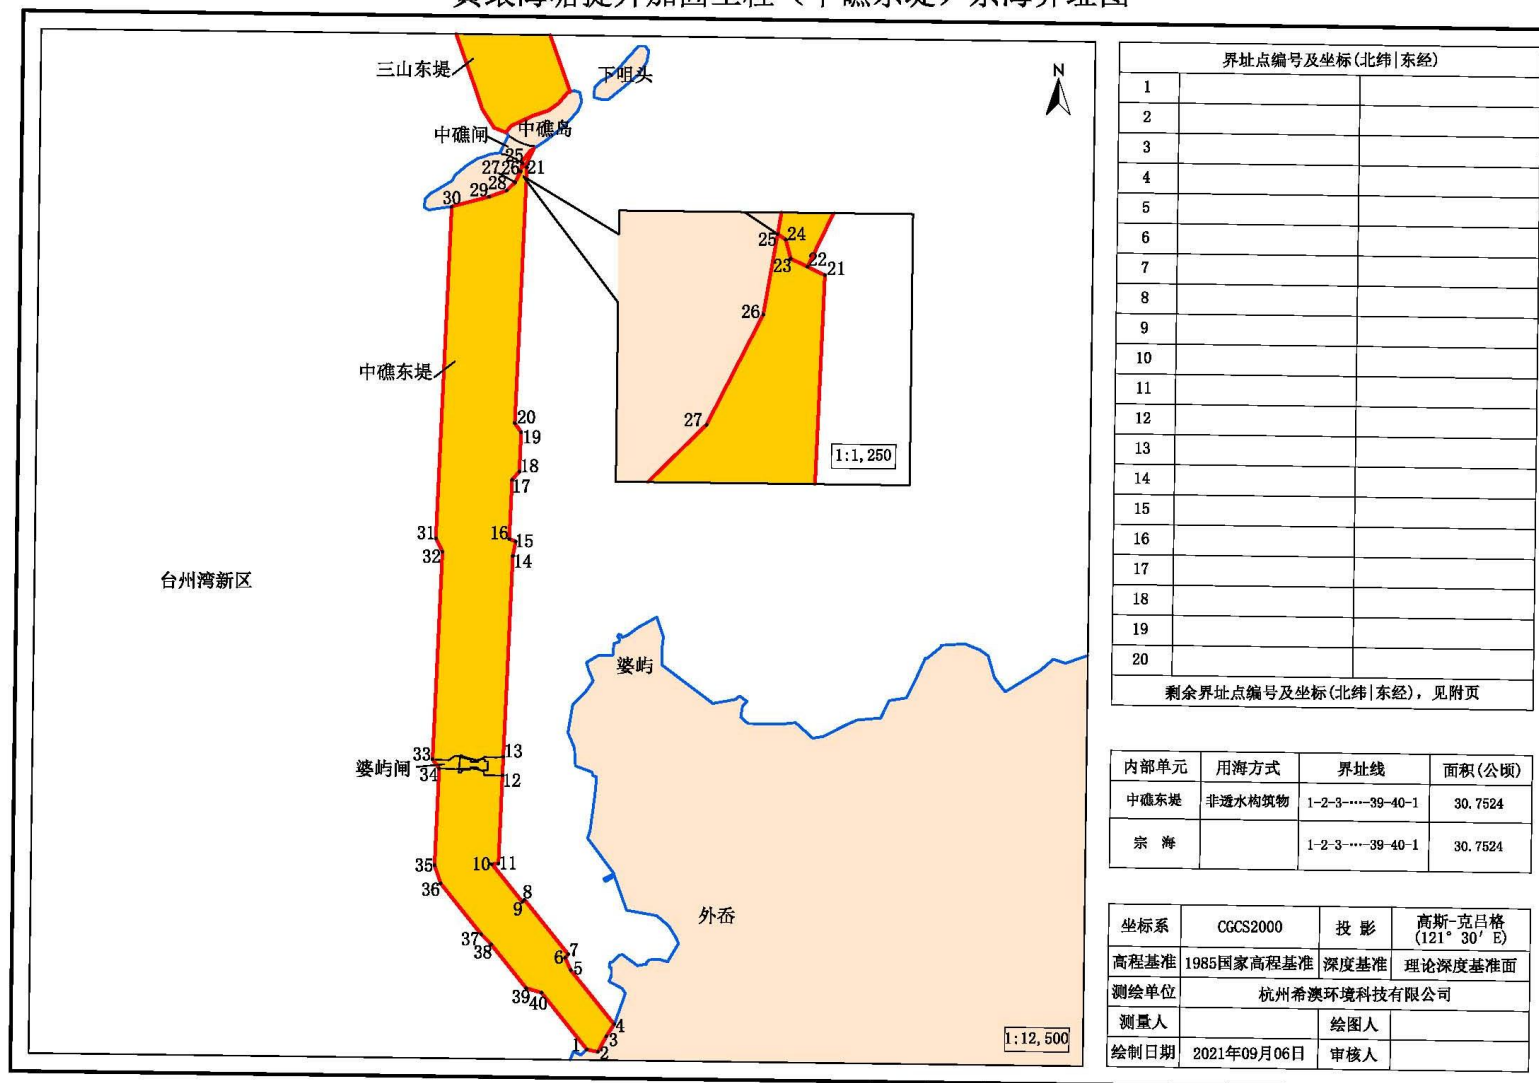 三山东堤
下咀头
N
中礁闸
中礁岛
25
27 26 21
28
29
30
25 24
23 22 21
26
27
1:1,250
中礁东堤
20
19
18
17
16
15
14
31
32
台州湾新区
婆屿
33
13
婆屿闸
34
12
35
10 11
36
8
9
外岙
37
38
7
6
5
39
40
4
3
1
2
1:12,500
界址点编号及坐标(北纬|东经)
1
2
3
4
5
6
7
8
9
10
11
12
13
14
15
16
17
18
19
20
剩余界址点编号及坐标(北纬|东经), 见附页
内部单元 用海方式 界址线 面积(公顷)
中礁东堤 非透水构筑物 1-2-3-…-39-40-1 30.7524
宗 海 1-2-3-…-39-40-1 30.7524
坐标系 CGCS2000 投 影 高斯-克吕格
(121° 30′ E)
高程基准 1985国家高程基准 深度基准 理论深度基准面
测绘单位 杭州希澳环境科技有限公司
测量人 绘图人
绘制日期 2021年09月06日 审核人